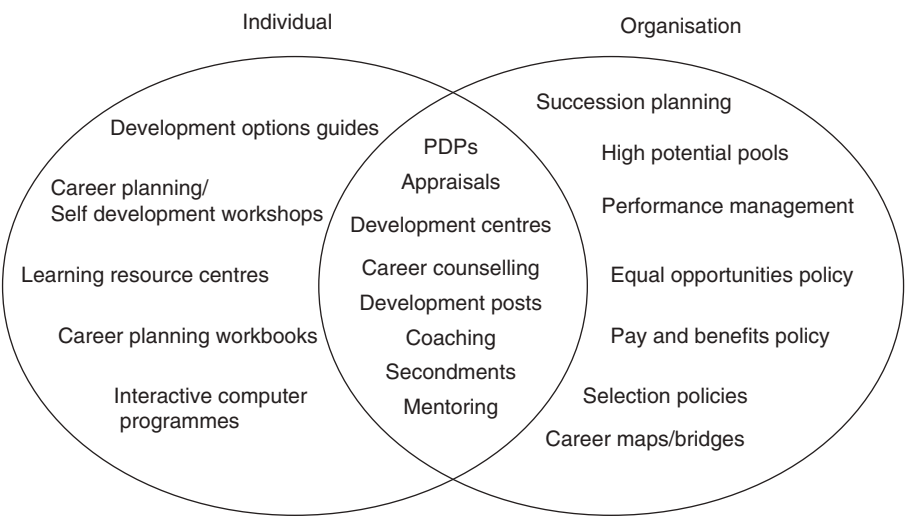 Individual
Organisation
Development options guides
Career planning/
Self development workshops
Learning resource centres
Career planning workbooks
Interactive computer
programmes
PDPs
Appraisals
Development centres
Career counselling
Development posts
Coaching
Secondments
Mentoring
Succession planning
High potential pools
Performance management
Equal opportunities policy
Pay and benefits policy
Selection policies
Career maps/bridges